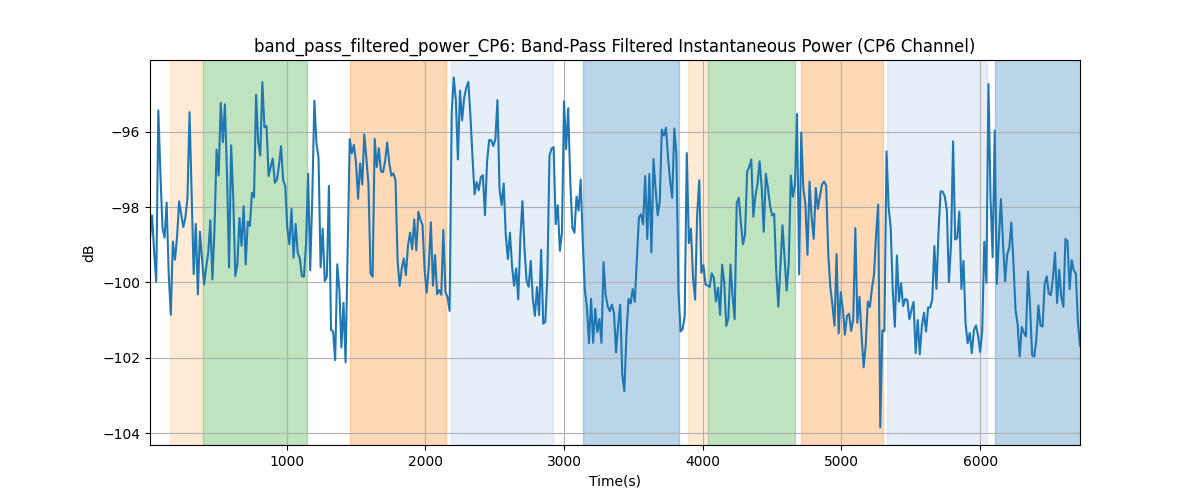 band_pass_filtered_power_CP6: Band-Pass Filtered Instantaneous Power (CP6 Channel)
−96
−98
−100
−102
−104
dB
1000 2000 3000 4000 5000 6000
Time(s)